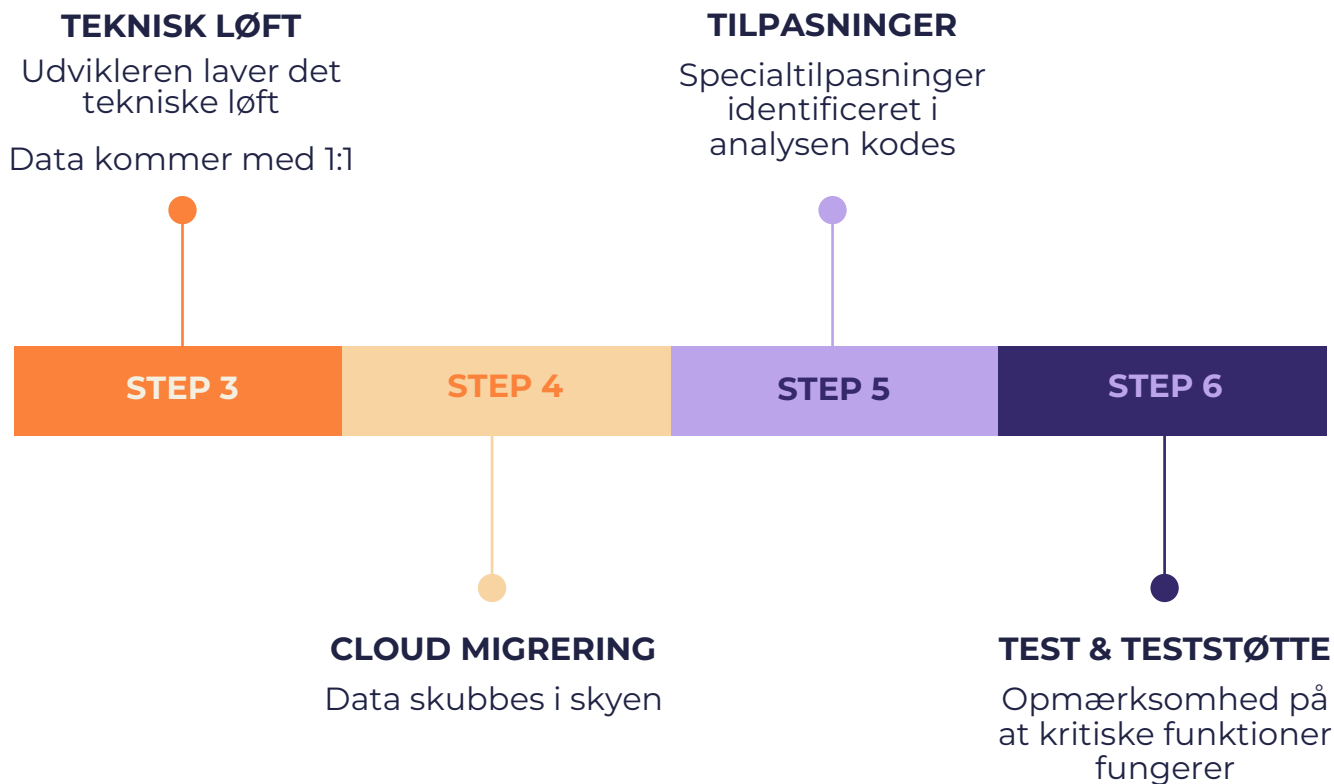 TEKNISK LØFT
Udvikleren laver det
tekniske løft
Data kommer med 1:1
TILPASNINGER
Specialtilpasninger
identificeret i
analysen kodes
STEP 3
STEP 4
STEP 5
STEP 6
CLOUD MIGRERING
Data skubbes i skyen
TEST & TESTSTØTTE
Opmærksomhed på
at kritiske funktioner
fungerer